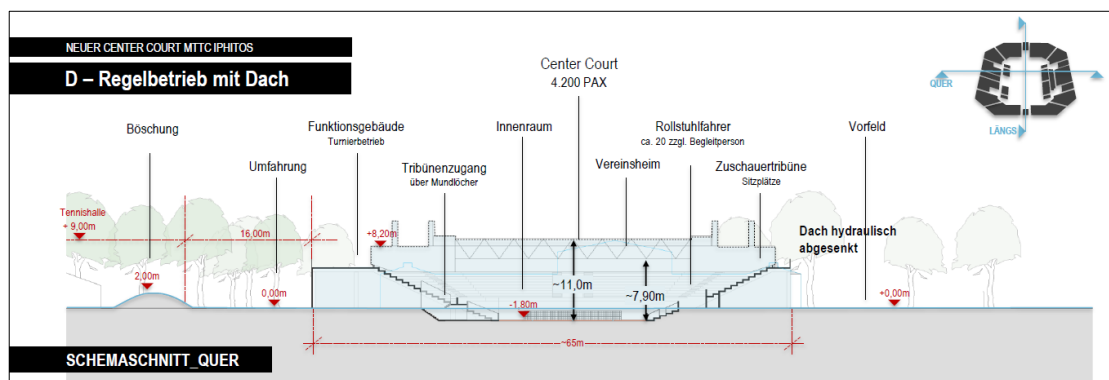 NEUER CENTER COURT MTTC IPHITOS
D – Regelbetrieb mit Dach
Center Court
4.200 PAX
QUER
LÄNGS
Böschung
Funktionsgebäude
Turnierbetrieb
Innenraum
Rollstuhlfahrer
ca. 20 zzgl. Begleitperson
Vorfeld
Umfahrung
Tribünenzugang
über Mundlöcher
Vereinsheim
Zuschauertribüne
Sitzplätze
Tennishalle
+ 9,00m
16,00m
+8,20m
Dach hydraulisch
abgesenkt
2,00m
0,00m
~11,0m
~7,90m
-1,80m
+0,00m
~65m
SCHEMASCHNITT_QUER